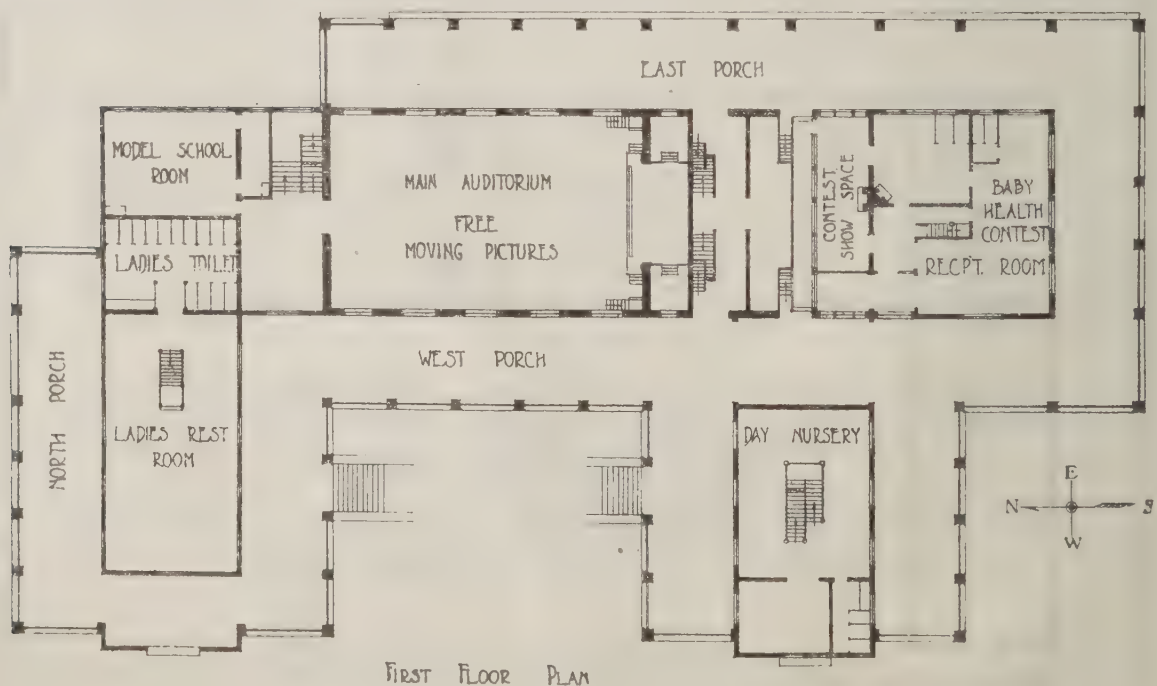 EAST PORCH
MODEL SCHOOL
ROOM
MAIN AUDITORIUM
FREE
MOVING PICTURES
CONTEST
SHOW SPACE
BABY
HEALTH
CONTEST
RECP'T. ROOM
LADIES TOILET
NORTH PORCH
WEST PORCH
LADIES REST
ROOM
DAY NURSERY
E
N
S
W
FIRST FLOOR PLAN